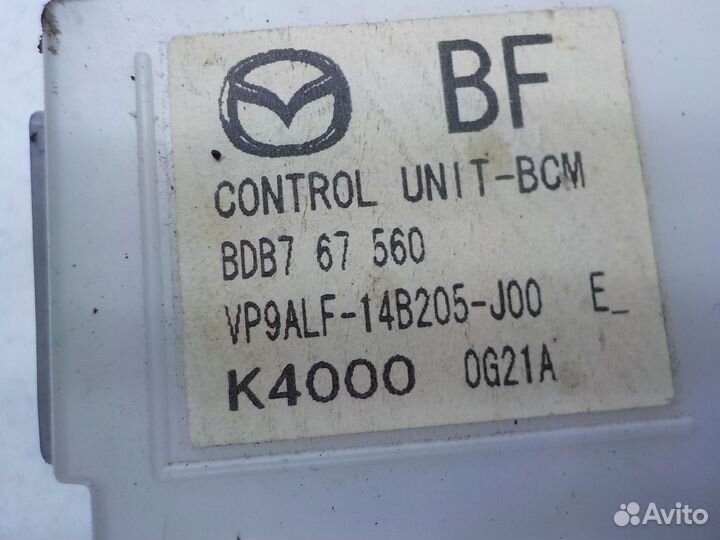 BF
CONTROL UNIT-BCM
BDB7 67 560
VP9ALF-14B205-J00 E_
K4000 0G21A
Avito